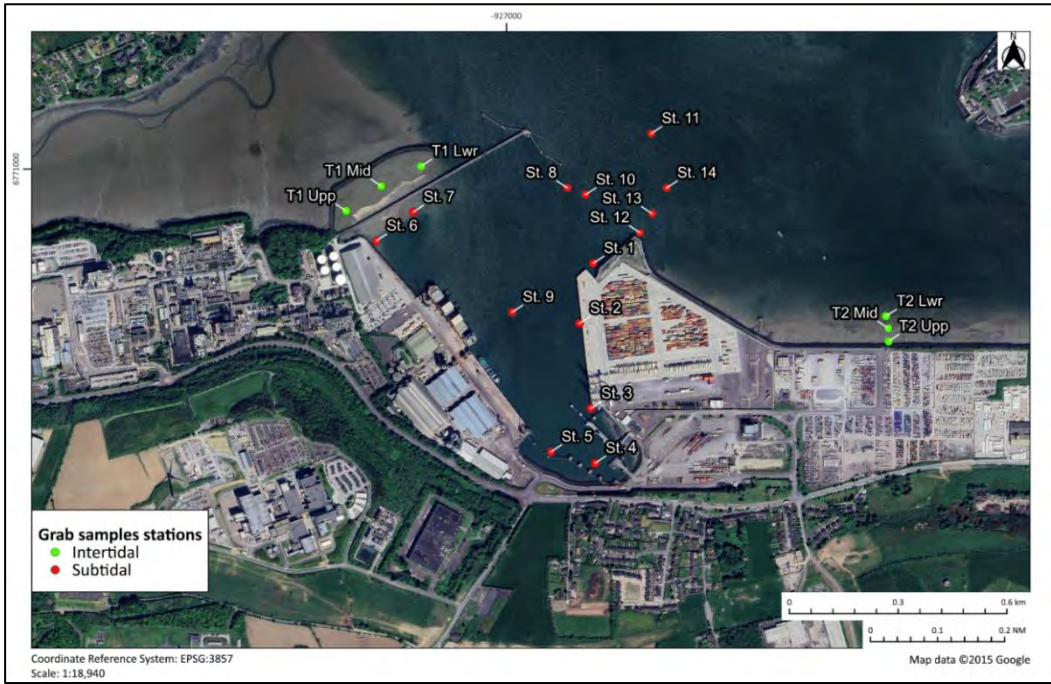 -927000
N
6771000
St. 11
T1 Lwr
T1 Mid
St. 8
St. 10
St. 14
T1 Upp
St. 7
St. 13
St. 6
St. 12
St. 1
St. 9
St. 2
T2 Lwr
T2 Mid
T2 Upp
St. 3
St. 5
St. 4
Grab samples stations
Intertidal
Subtidal
0 0.3 0.6 km
0 0.1 0.2 NM
Coordinate Reference System: EPSG:3857
Map data ©2015 Google
Scale: 1:18,940